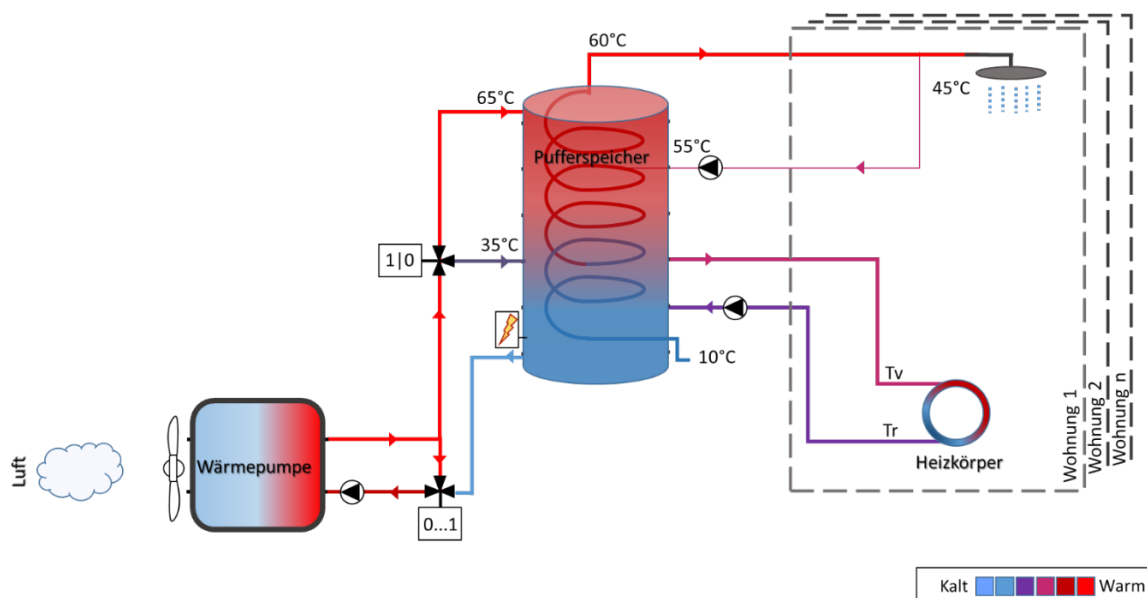 60°C
65°C
45°C
Pufferspeicher
55°C
1|0
35°C
10°C
Tv
Tr
Heizkörper
Wohnung 1
Wohnung 2
Wohnung n
Luft
Wärmepumpe
0...1
Kalt
Warm